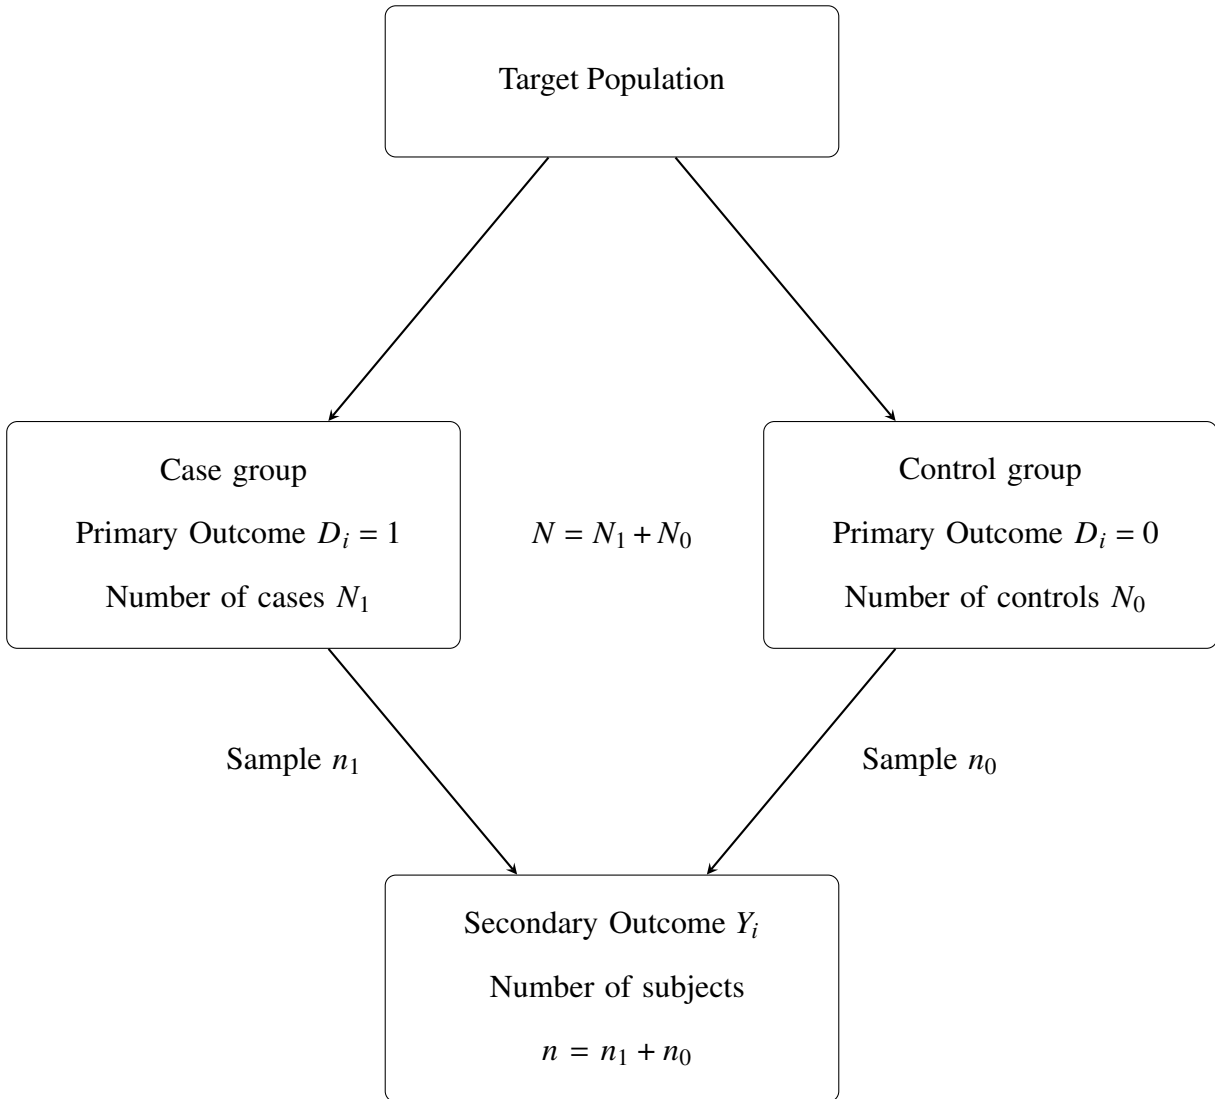 Target Population
Case group
Primary Outcome D_i = 1
Number of cases N_1
N = N_1 + N_0
Control group
Primary Outcome D_i = 0
Number of controls N_0
Sample n_1
Sample n_0
Secondary Outcome Y_i
Number of subjects
n = n_1 + n_0